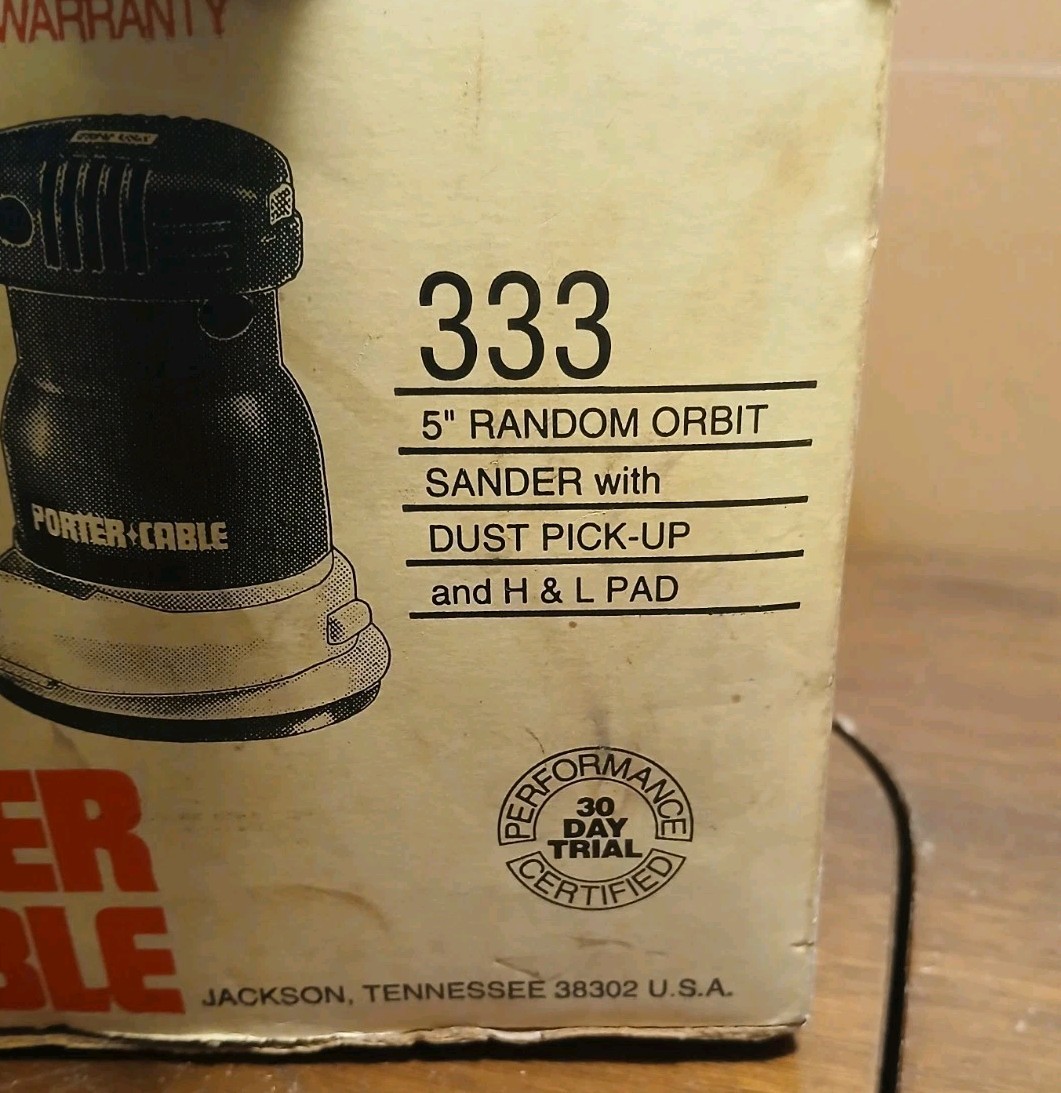 WARRANTY
333
5" RANDOM ORBIT
SANDER with
DUST PICK-UP
and H & L PAD
PORTER+CABLE
PERFORMANCE
30
DAY
TRIAL
CERTIFIED
ER
BLE
JACKSON, TENNESSEE 38302 U.S.A.